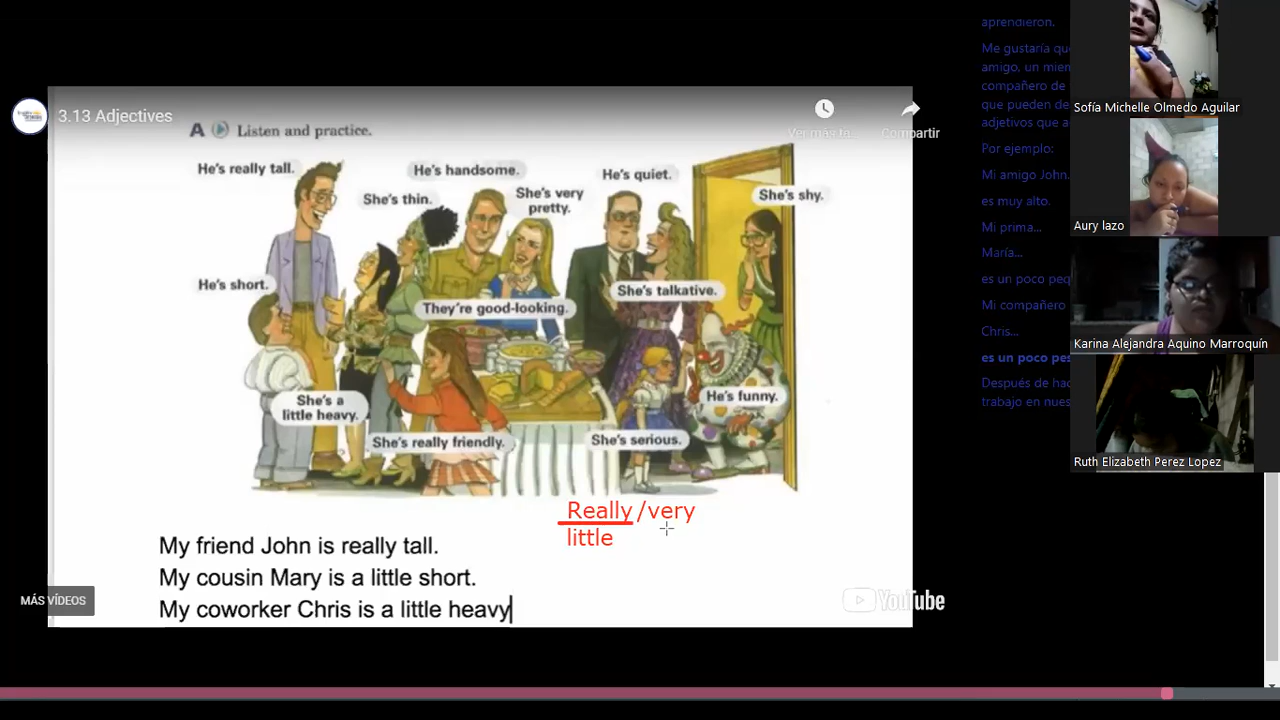 3.13 Adjectives
Ver más ta...
Compartir
A Listen and practice.
He's really tall.
He's handsome.
She's thin.
She's very
pretty.
He's quiet.
She's shy.
He's short.
They're good-looking.
She's talkative.
She's a
little heavy.
He's funny.
She's really friendly.
She's serious.
Really /very
little
My friend John is really tall.
My cousin Mary is a little short.
My coworker Chris is a little heavy
MÁS VÍDEOS
YouTube
aprendieron.
Me gustaría qu
amigo, un mien
compañero de
que pueden de
adjetivos que a
Por ejemplo:
Mi amigo John.
es muy alto.
Mi prima...
María...
es un poco peq
Mi compañero
Chris...
es un poco pes
Después de hac
trabajo en nues
Sofía Michelle Olmedo Aguilar
Aury lazo
Karina Alejandra Aquino Marroquín
Ruth Elizabeth Perez Lopez